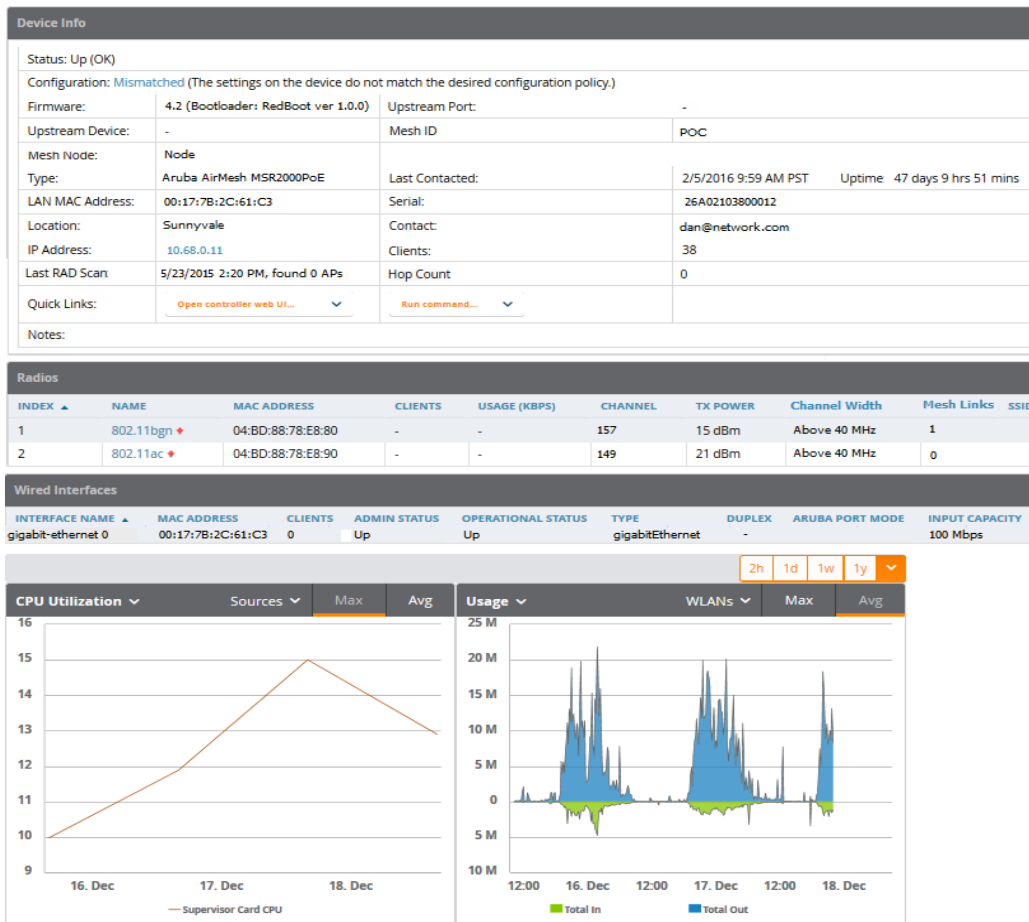 Device Info
Status: Up (OK)
Configuration: Mismatched (The settings on the device do not match the desired configuration policy.)
Firmware: 4.2 (Bootloader: RedBoot ver 1.0.0) Upstream Port: -
Upstream Device: - Mesh ID POC
Mesh Node: Node
Type: Aruba AirMesh MSR2000PoE Last Contacted: 2/5/2016 9:59 AM PST Uptime 47 days 9 hrs 51 mins
LAN MAC Address: 00:17:7B:2C:61:C3 Serial: 26A02103800012
Location: Sunnyvale Contact: dan@network.com
IP Address: 10.68.0.11 Clients: 38
Last RAD Scan: 5/23/2015 2:20 PM, found 0 APs Hop Count 0
Quick Links: Open controller web UI... Run command...
Notes:
Radios
INDEX NAME MAC ADDRESS CLIENTS USAGE (KBPS) CHANNEL TX POWER Channel Width Mesh Links SSID
1 802.11bgn 04:BD:88:78:E8:80 - - 157 15 dBm Above 40 MHz 1
2 802.11ac 04:BD:88:78:E8:90 - - 149 21 dBm Above 40 MHz 0
Wired Interfaces
INTERFACE NAME MAC ADDRESS CLIENTS ADMIN STATUS OPERATIONAL STATUS TYPE DUPLEX ARUBA PORT MODE INPUT CAPACITY
gigabit-ethernet 0 00:17:7B:2C:61:C3 0 Up Up gigabitEthernet - 100 Mbps
2h 1d 1w 1y
CPU Utilization Sources Max Avg
16
15
14
13
12
11
10
9
16. Dec 17. Dec 18. Dec
Supervisor Card CPU
Usage WLANs Max Avg
25 M
20 M
15 M
10 M
5 M
0
5 M
10 M
12:00 16. Dec 12:00 17. Dec 12:00 18. Dec
Total In Total Out